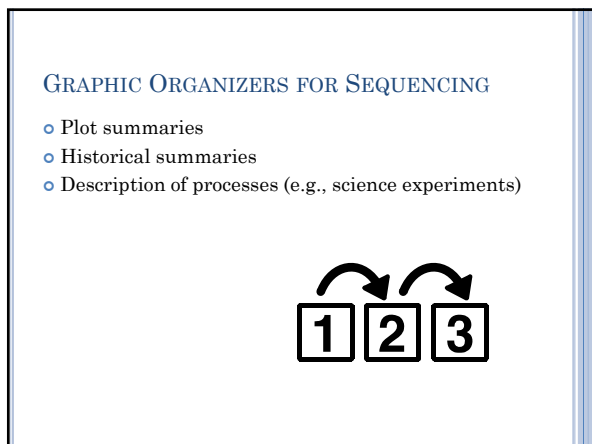 GRAPHIC ORGANIZERS FOR SEQUENCING
Plot summaries
Historical summaries
Description of processes (e.g., science experiments)
1 2 3